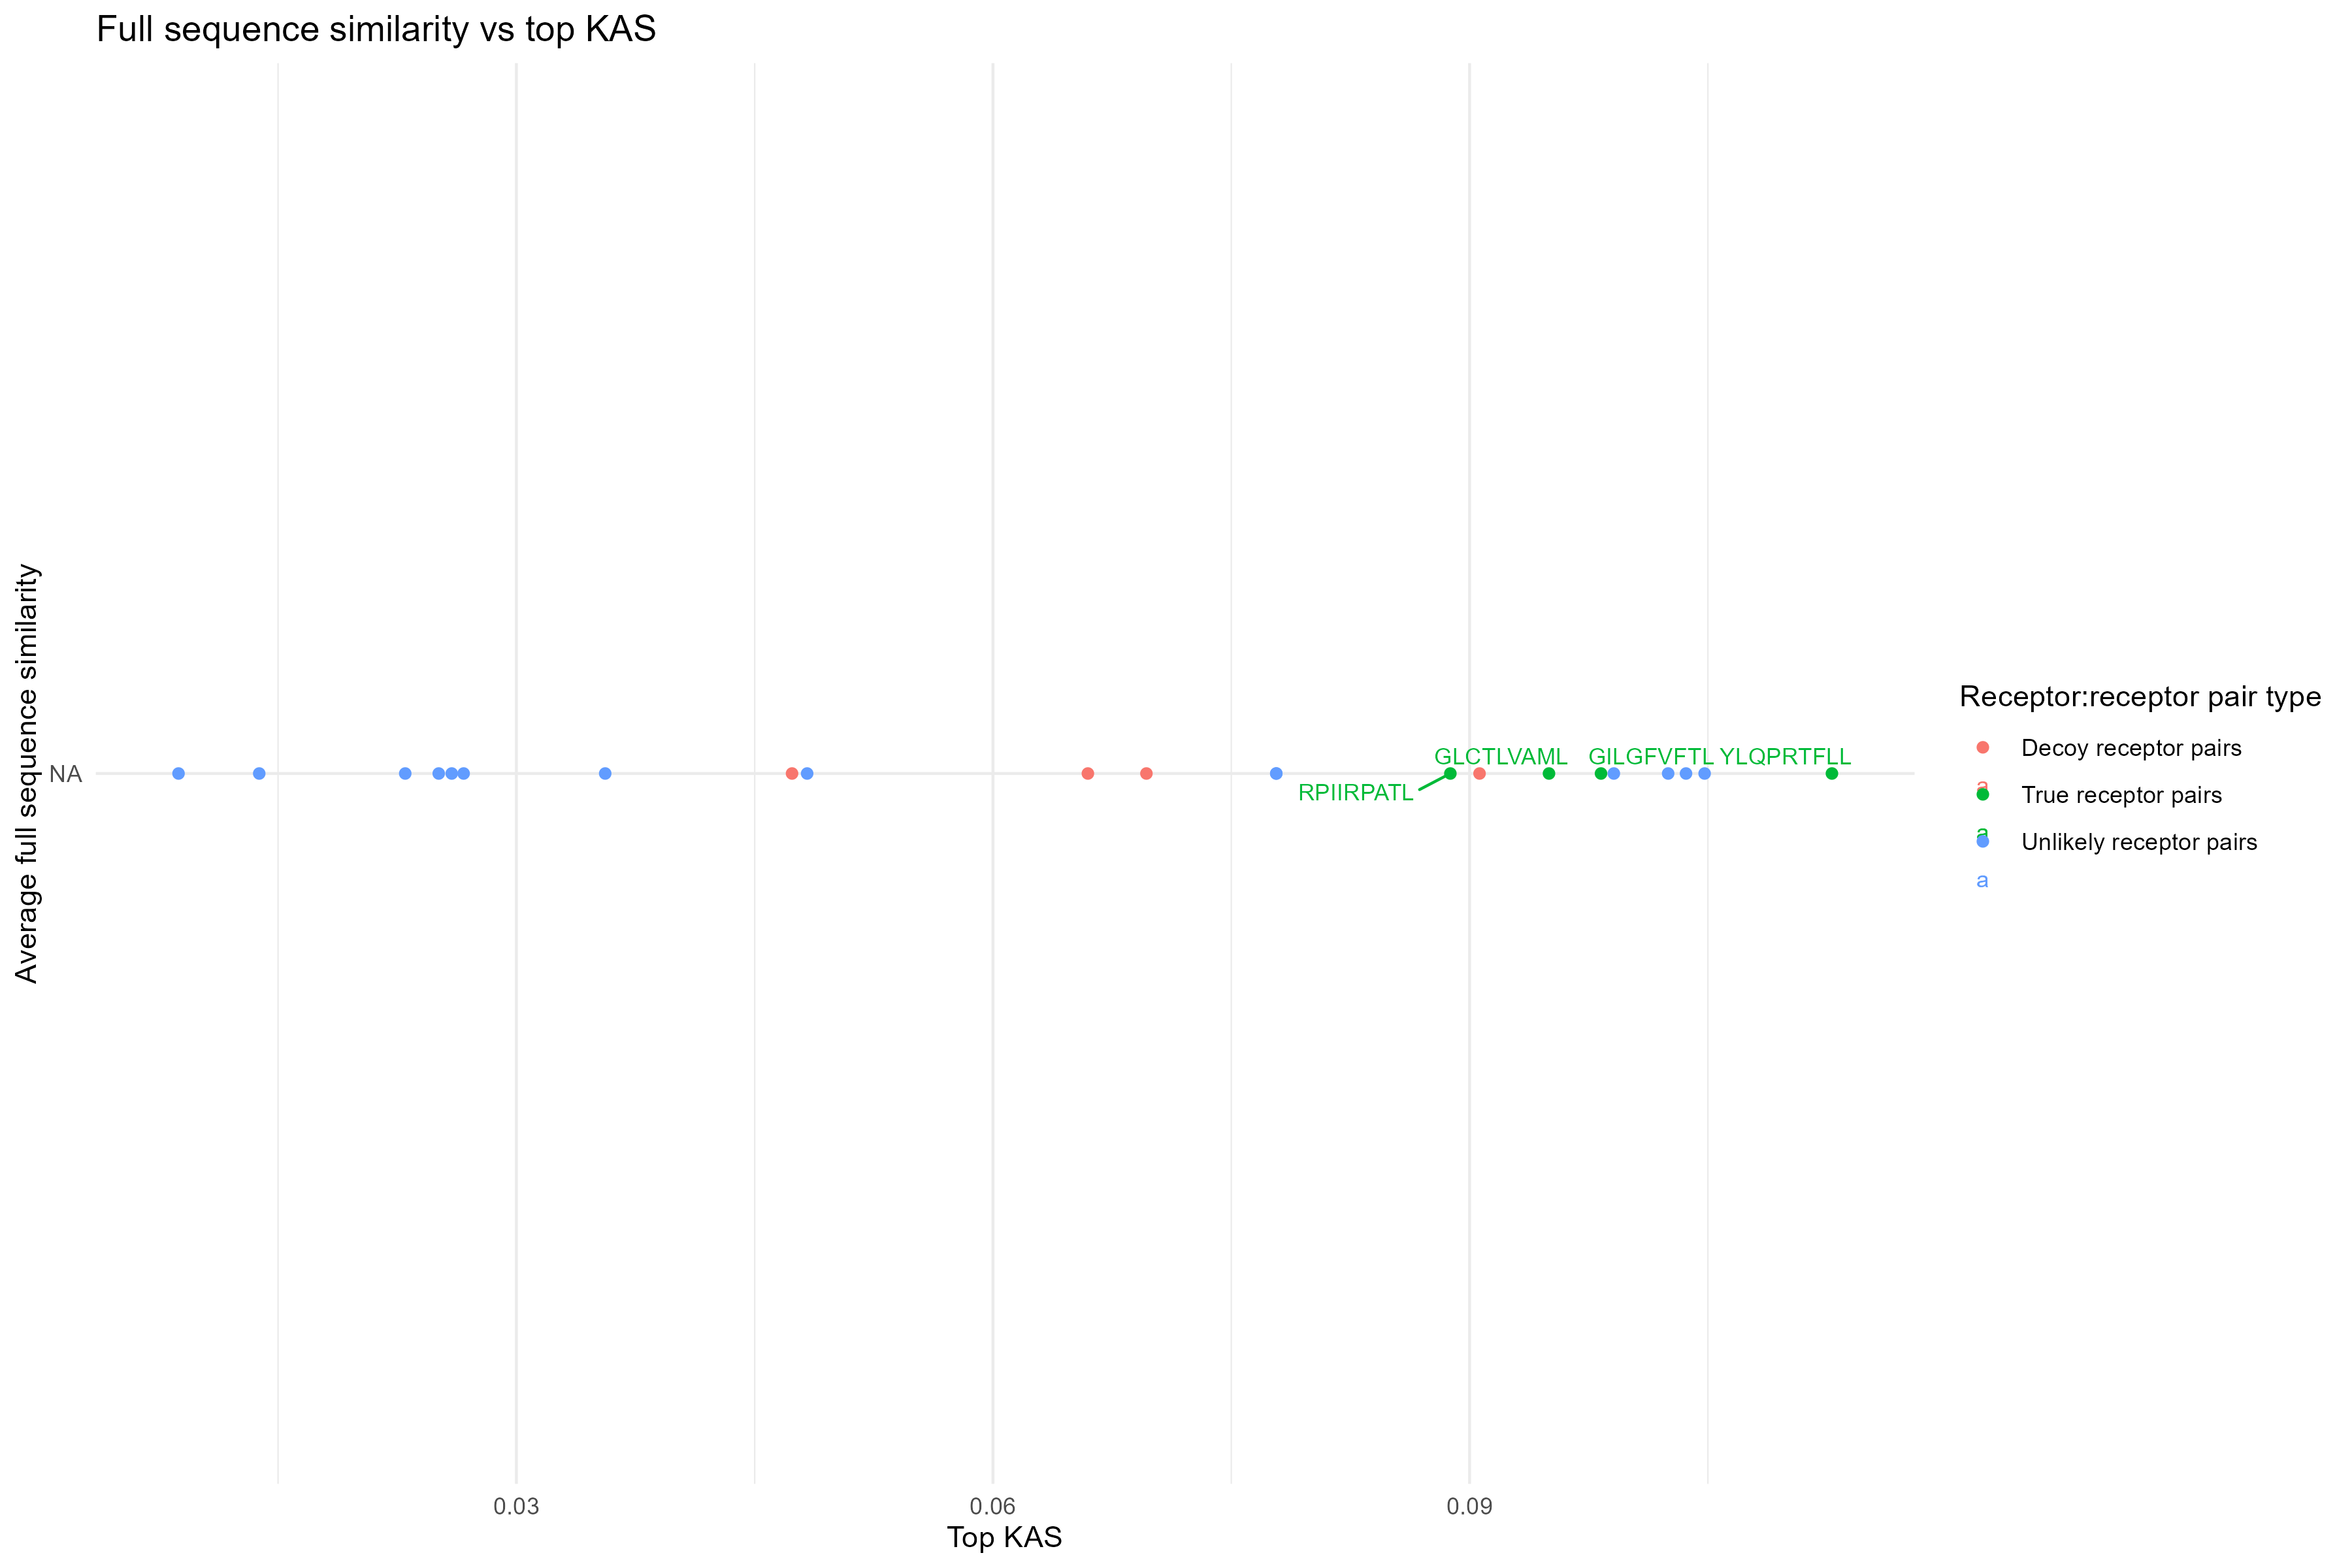 Full sequence similarity vs top KAS
Average full sequence similarity
NA
GLCTLVAML
GILGFVFTL
YLQPRTFLL
RPIIRPATL
0.03
0.06
0.09
Top KAS
Receptor:receptor pair type
Decoy receptor pairs
a
True receptor pairs
a
Unlikely receptor pairs
a